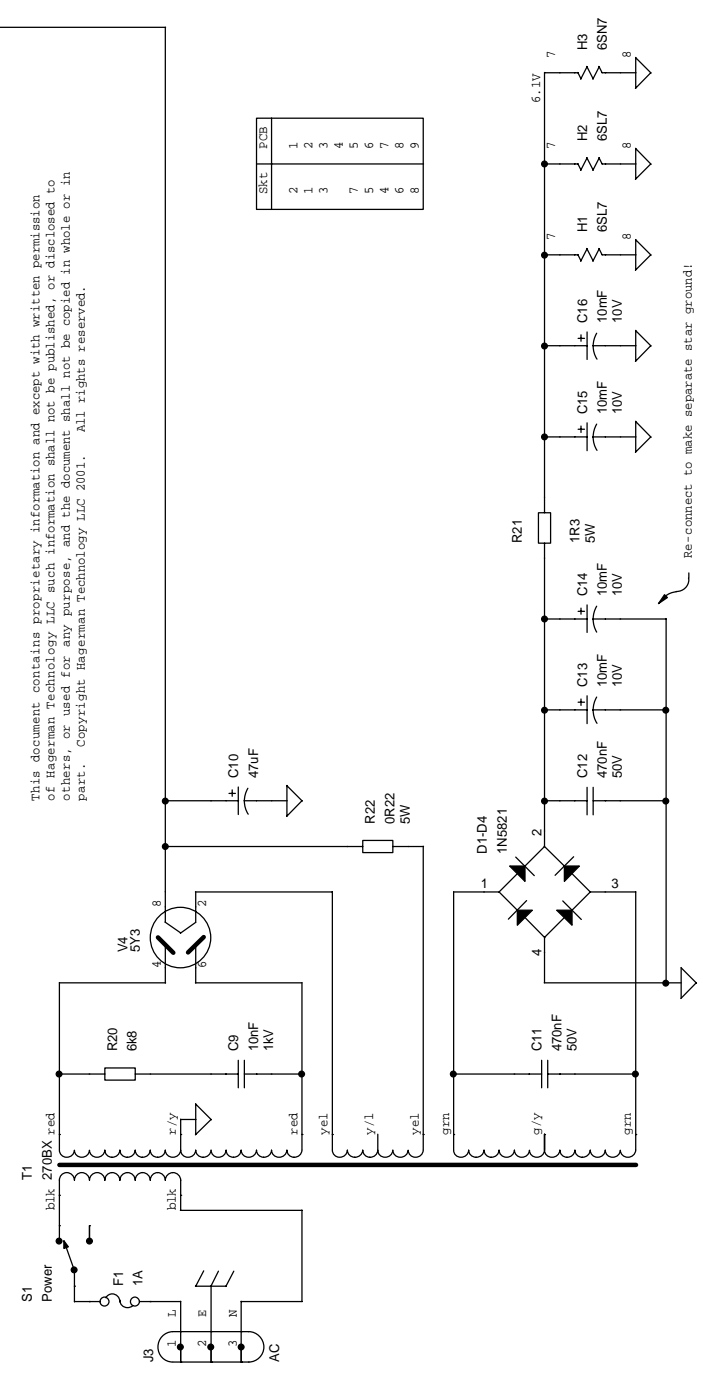 This document contains proprietary information and except with written permission
of Hagerman Technology LLC such information shall not be published, or disclosed to
others, or used for any purpose, and the document shall not be copied in whole or in
part. Copyright Hagerman Technology LLC 2001. All rights reserved.
S1
Power
F1
1A
J3
AC
1
2
3
L
E
N
T1
270BX
blk
blk
red
r/y
red
yel
y/l
yel
grn
g/y
grn
R20
6k8
C9
10nF
1kV
V4
5Y3
4
6
8
2
C10
47uF
R22
0R22
5W
Skt PCB
2 1
1 2
3 3
4
7 5
5 6
4 7
6 8
8 9
C11
470nF
50V
D1-D4
1N5821
1
2
3
4
C12
470nF
50V
+
C13
10mF
10V
+
C14
10mF
10V
R21
1R3
5W
+
C15
10mF
10V
+
C16
10mF
10V
7
H1
6SL7
8
7
H2
6SL7
8
6.1V
7
H3
6SN7
8
Re-connect to make separate star ground!